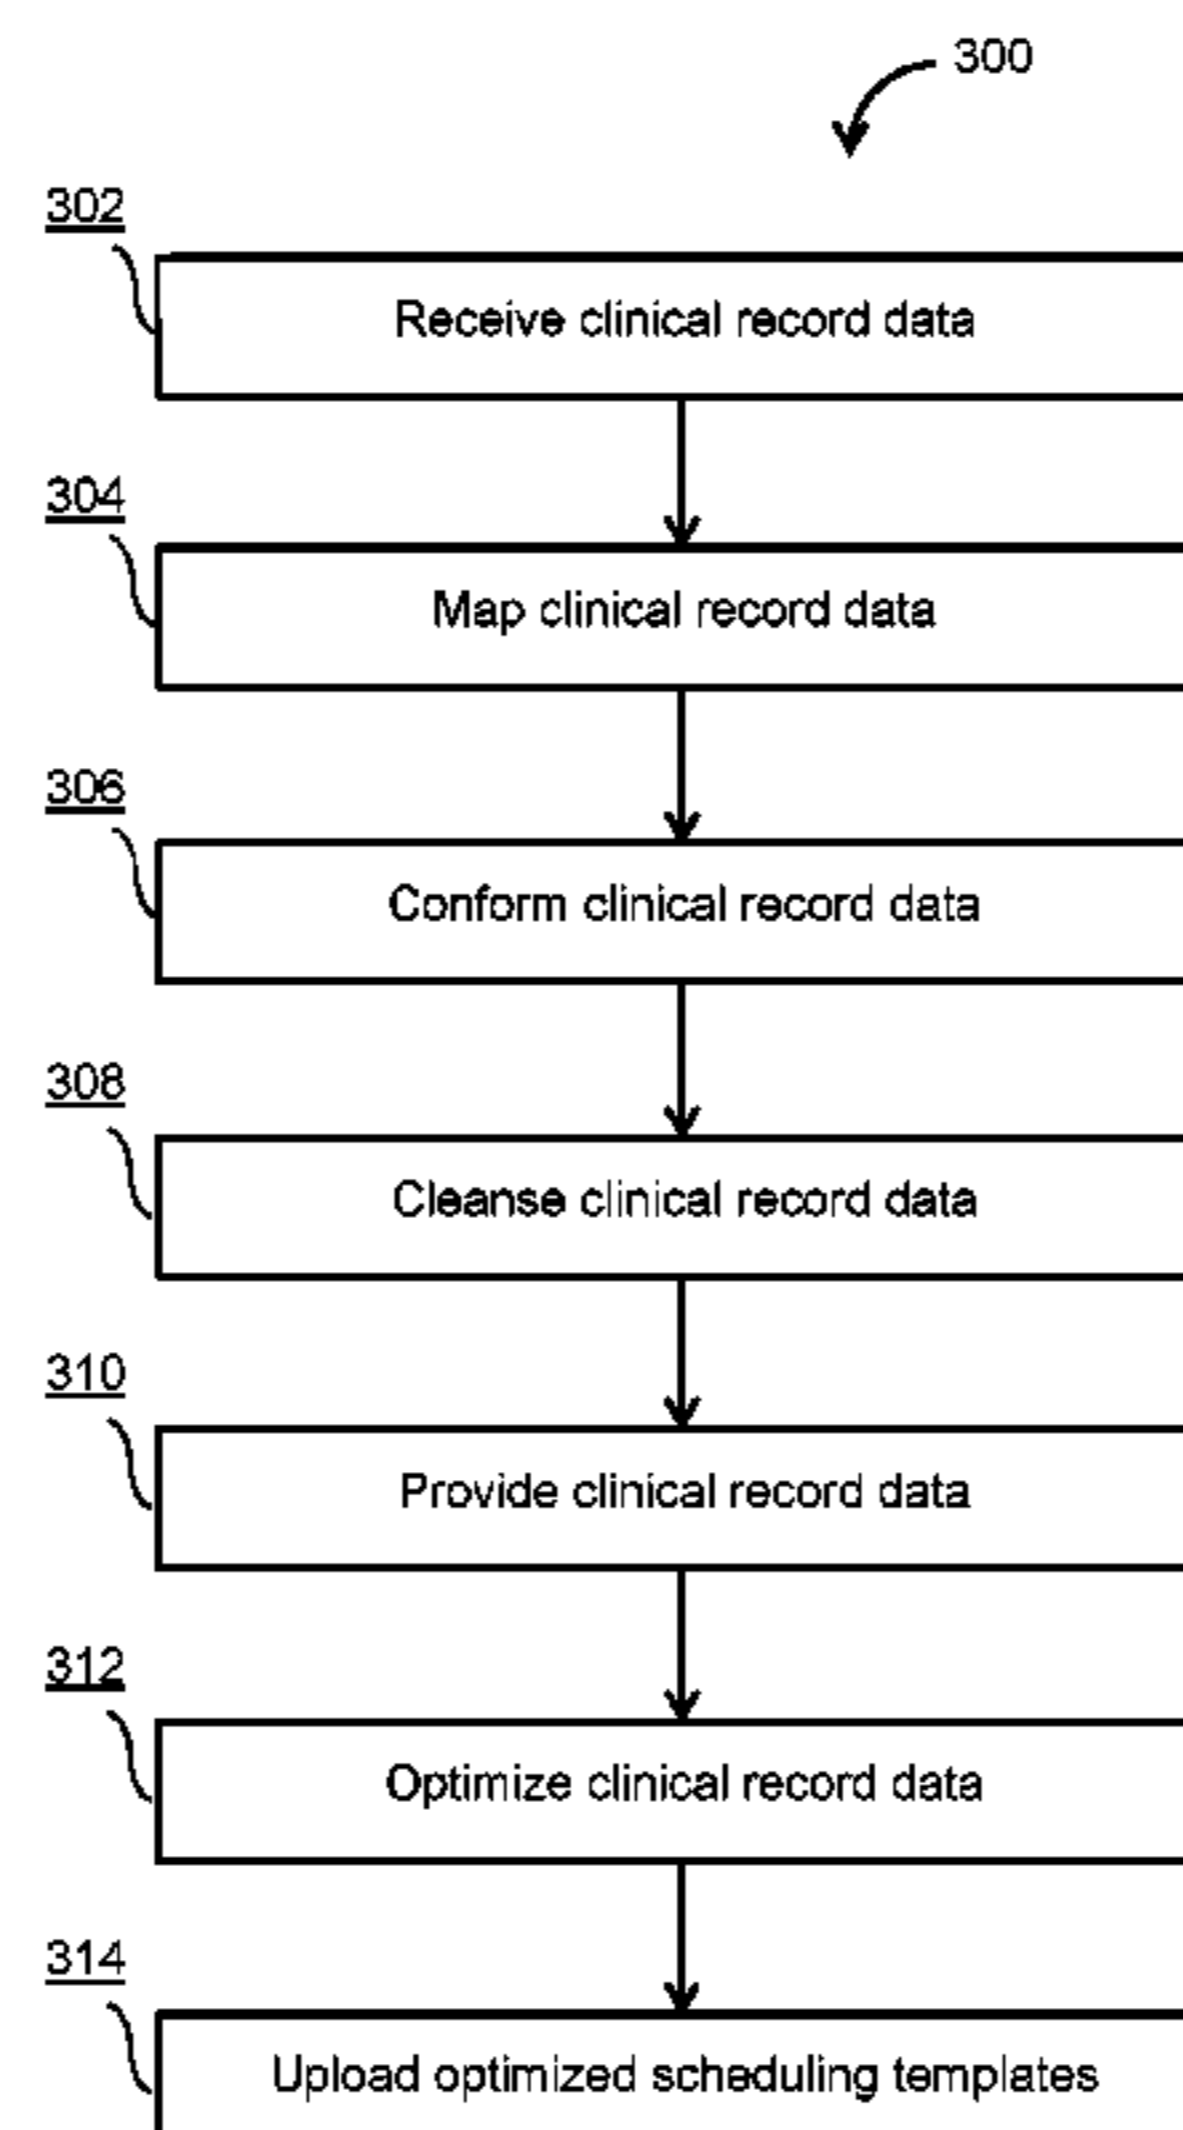 300
302
Receive clinical record data
304
Map clinical record data
306
Conform clinical record data
308
Cleanse clinical record data
310
Provide clinical record data
312
Optimize clinical record data
314
Upload optimized scheduling templates